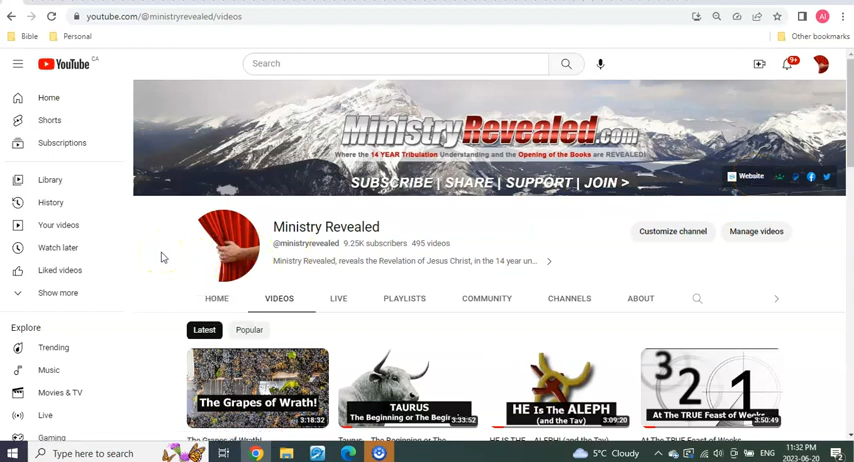 youtube.com/@ministryrevealed/videos
AI
Bible
Personal
Other bookmarks
YouTube CA
Search
9+
Home
Shorts
Subscriptions
Library
History
Your videos
Watch later
Liked videos
Show more
Explore
Trending
Music
Movies & TV
Live
Gaming
MinistryRevealed.com
Where the 14 YEAR Tribulation Understanding and the Opening of the Books are REVEALED!
SUBSCRIBE | SHARE | SUPPORT | JOIN >
Website
Ministry Revealed
@ministryrevealed 9.25K subscribers 495 videos
Ministry Revealed, reveals the Revelation of Jesus Christ, in the 14 year un...
Customize channel
Manage videos
HOME VIDEOS LIVE PLAYLISTS COMMUNITY CHANNELS ABOUT
Latest Popular
The Grapes of Wrath!
3:18:32
TAURUS
The Beginning or The Begi
3:33:52
HE Is The ALEPH
(and the Tav)
3:09:20
3 2 1
At The TRUE Feast of Weeks
3:50:49
Type here to search
5°C Cloudy
ENG
11:32 PM
2023-06-20
2